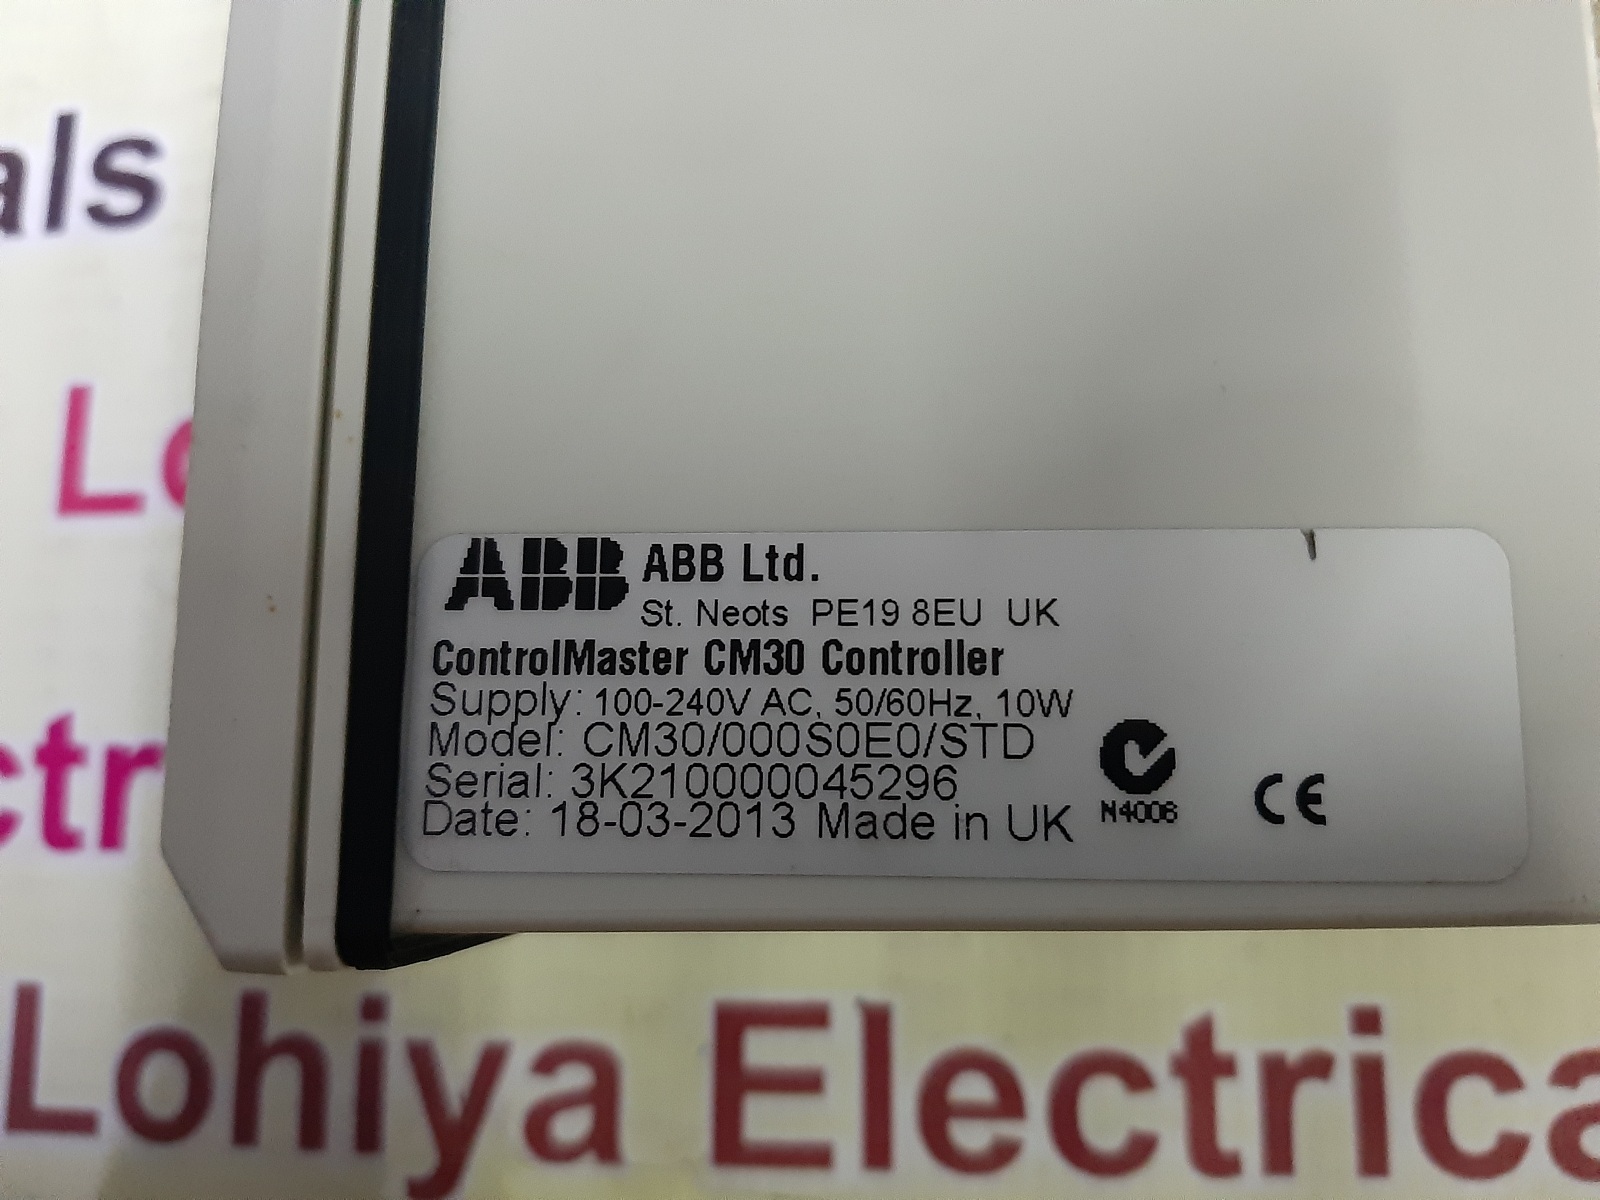 als
Lo
ctr
ABB ABB Ltd.
St. Neots PE19 8EU UK
ControlMaster CM30 Controller
Supply: 100-240V AC, 50/60Hz, 10W
Model: CM30/000S0E0/STD
Serial: 3K210000045296
Date: 18-03-2013 Made in UK
N4006
CE
Lohiya Electrica